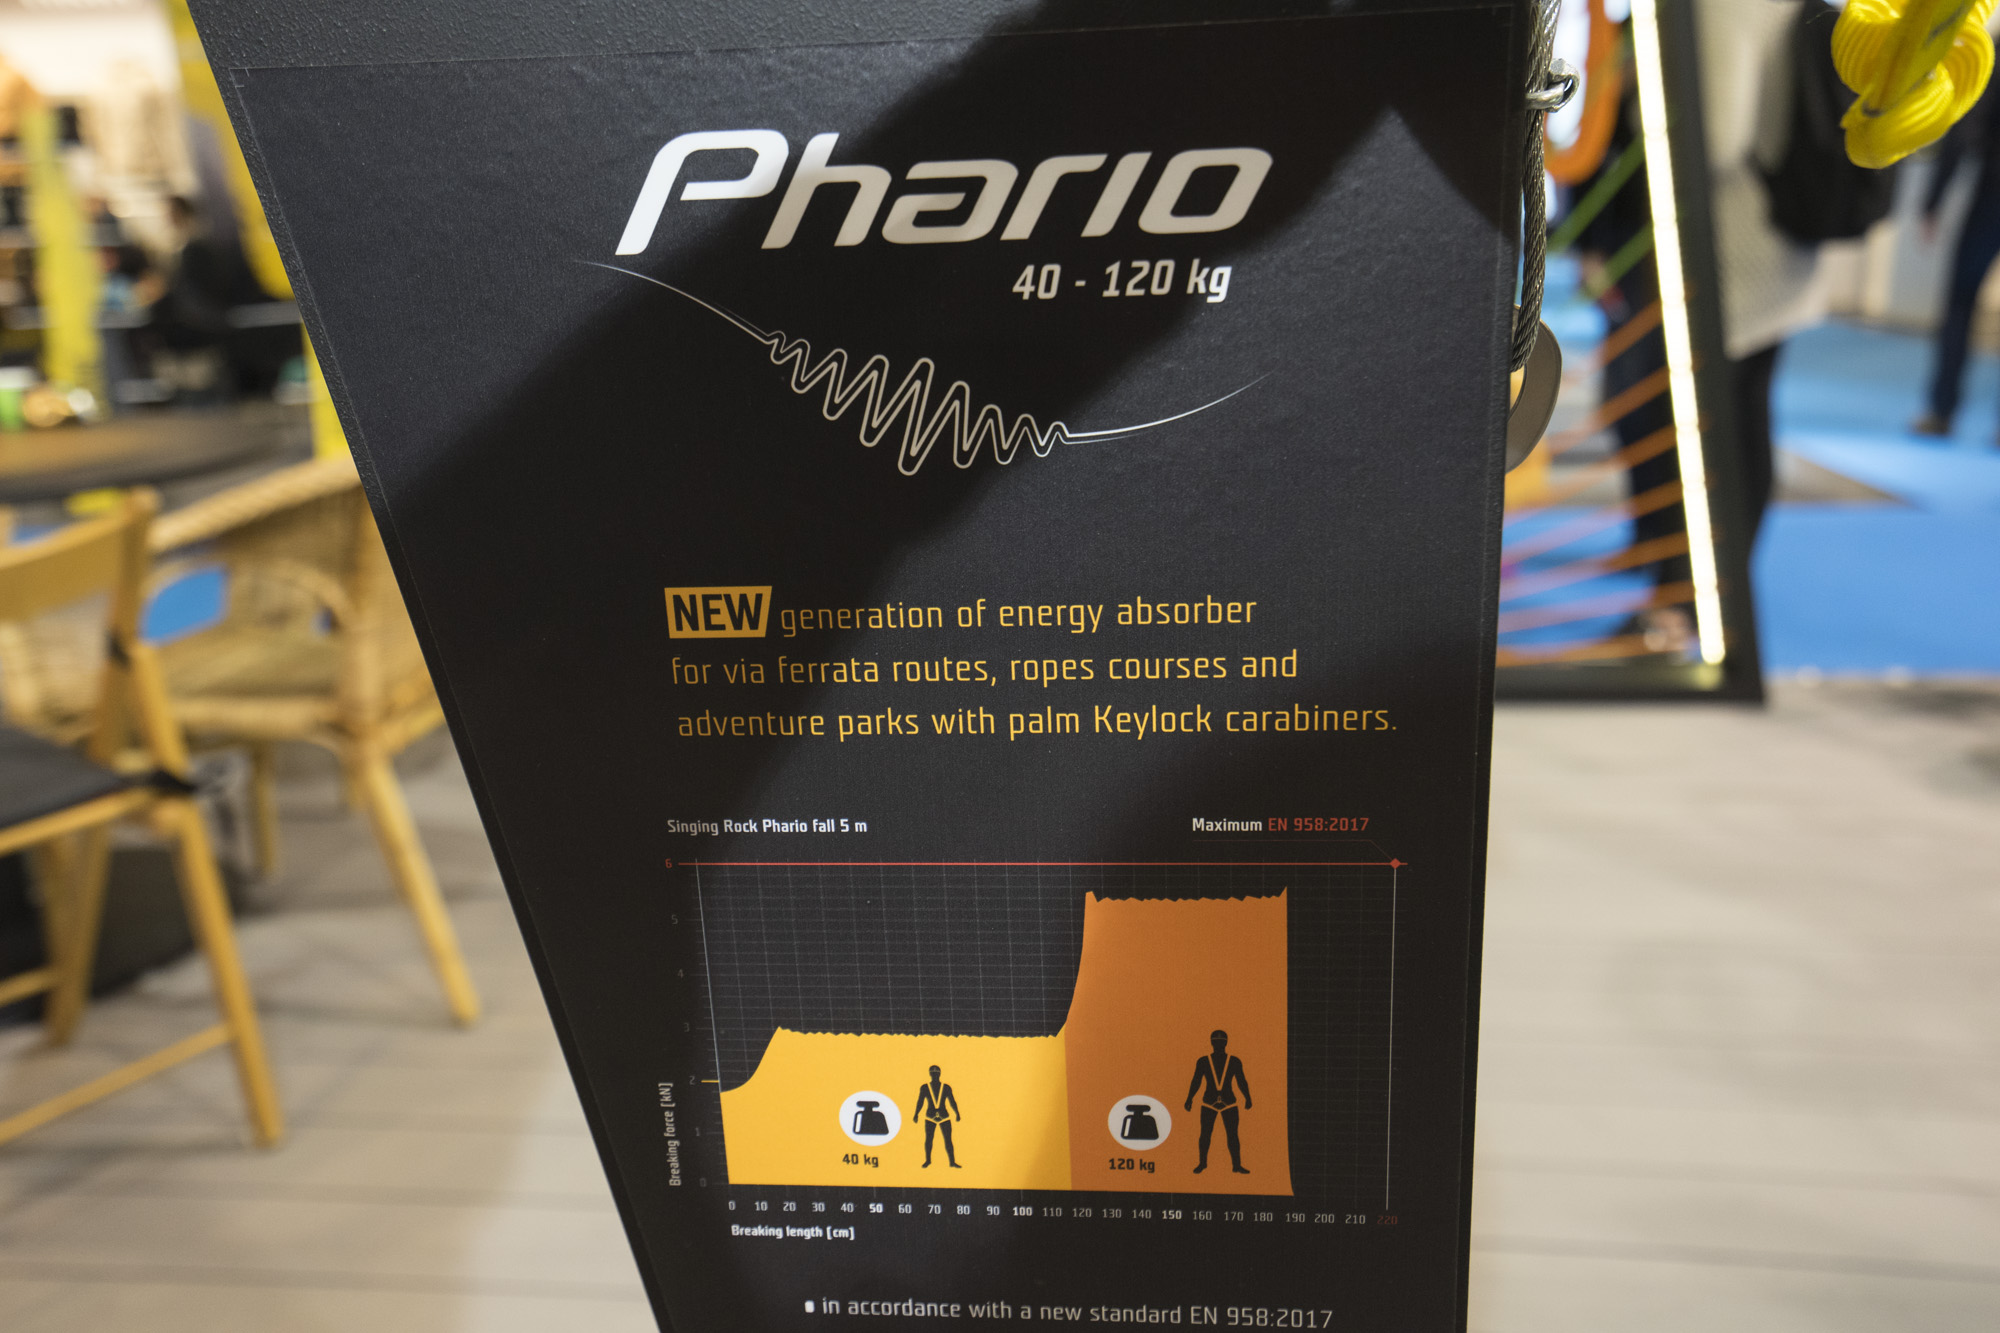 Phario
40 - 120 kg
NEW generation of energy absorber
for via ferrata routes, ropes courses and
adventure parks with palm Keylock carabiners.
Singing Rock Phario fall 5 m
Maximum EN 958:2017
6
5
4
3
2
1
0
Breaking force [kN]
40 kg
120 kg
0 10 20 30 40 50 60 70 80 90 100 110 120 130 140 150 160 170 180 190 200 210 220
Breaking length [cm]
in accordance with a new standard EN 958:2017